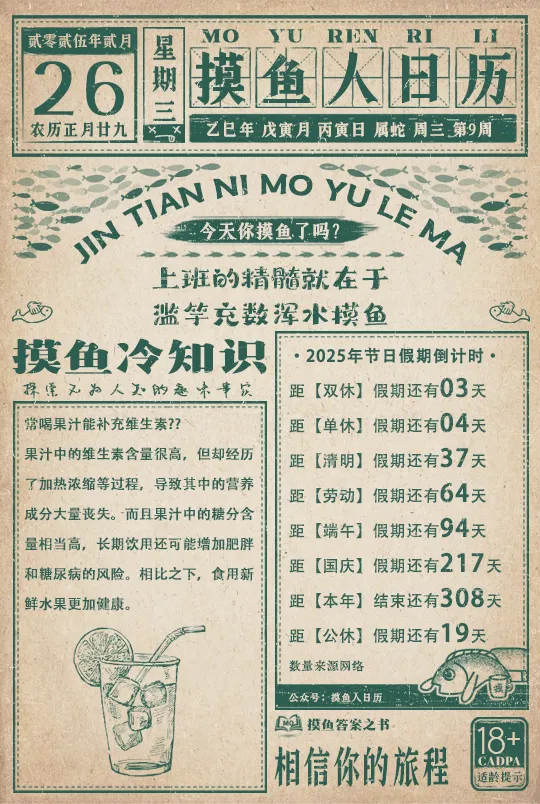 贰零贰伍年贰月
26
农历正月廿九
星期三
MO YU REN RI LI
摸鱼人日历
乙巳年 戊寅月 丙寅日 属蛇 周三 第9周
JIN TIAN NI MO YU LE MA
今天你摸鱼了吗?
上班的精髓就在于
滥竽充数浑水摸鱼
摸鱼冷知识
探索不为人知的趣味事实
常喝果汁能补充维生素??
果汁中的维生素含量很高，但却经历
了加热浓缩等过程，导致其中的营养
成分大量丧失。而且果汁中的糖分含
量相当高，长期饮用还可能增加肥胖
和糖尿病的风险。相比之下，食用新
鲜水果更加健康。
·2025年节日假期倒计时·
距【双休】假期还有03天
距【单休】假期还有04天
距【清明】假期还有37天
距【劳动】假期还有64天
距【端午】假期还有94天
距【国庆】假期还有217天
距【本年】结束还有308天
距【公休】假期还有19天
数量来源网络
公众号：摸鱼人日历
摸
MO
摸鱼答案之书
相信你的旅程
18+
CADPA
适龄提示